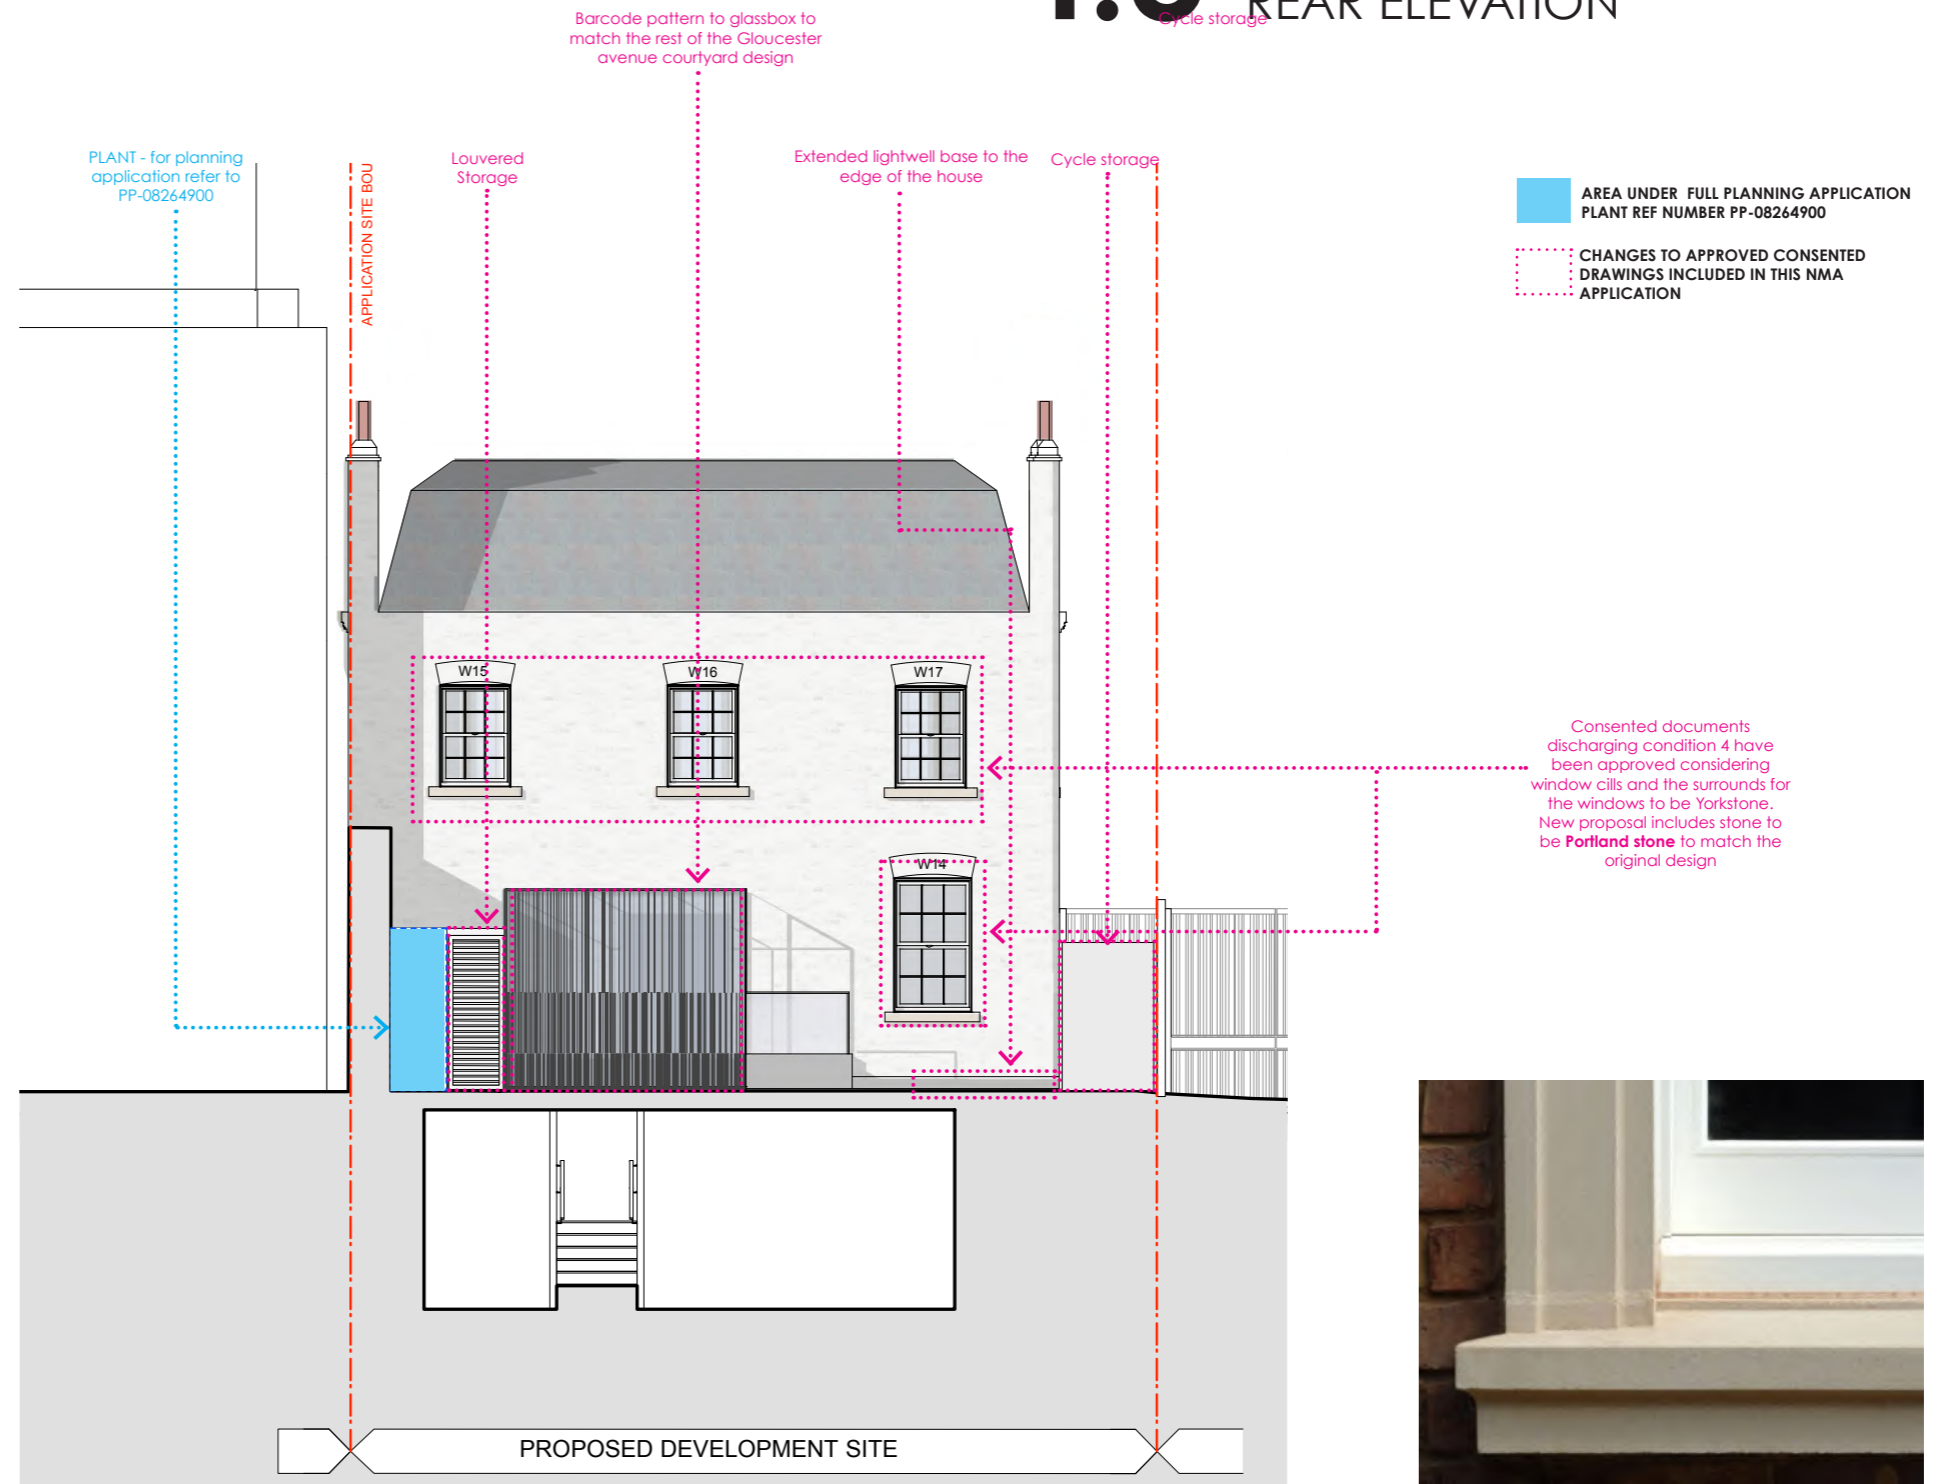 REAR ELEVATION
Cycle storage
Barcode pattern to glassbox to
match the rest of the Gloucester
avenue courtyard design
PLANT - for planning
application refer to
PP-08264900
APPLICATION SITE BOU
Louvered
Storage
Extended lightwell base to the
edge of the house
Cycle storage
AREA UNDER FULL PLANNING APPLICATION
PLANT REF NUMBER PP-08264900
CHANGES TO APPROVED CONSENTED
DRAWINGS INCLUDED IN THIS NMA
APPLICATION
W15
W16
W17
W14
Consented documents
discharging condition 4 have
been approved considering
window cills and the surrounds for
the windows to be Yorkstone.
New proposal includes stone to
be Portland stone to match the
original design
PROPOSED DEVELOPMENT SITE